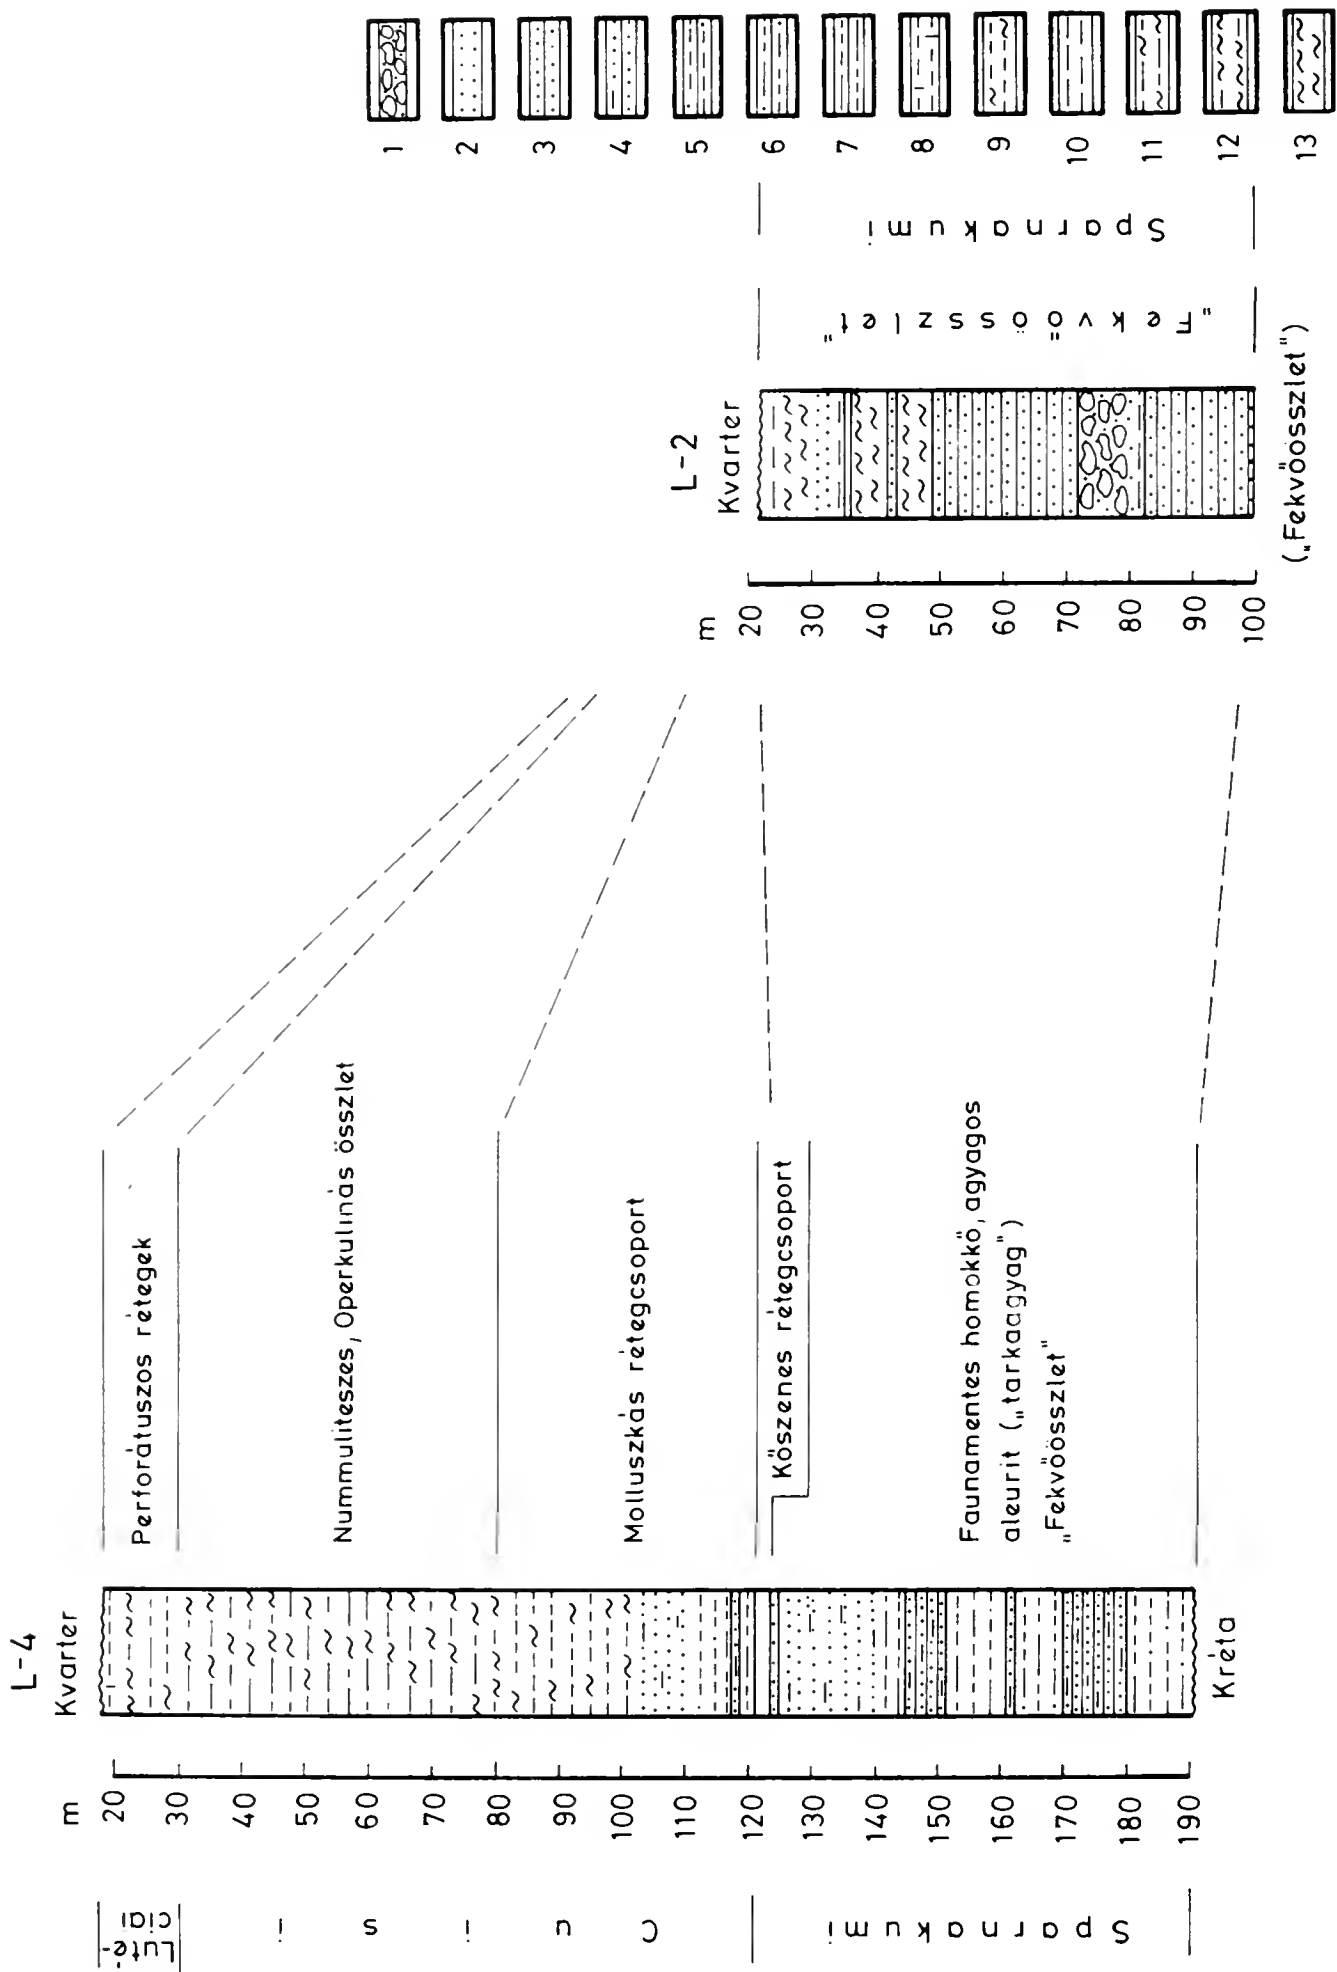 L-4
Kvarter
m
20
30
40
50
60
70
80
90
100
110
120
130
140
150
160
170
180
190
Kréta
Luté-
ciai
Cuisi
Sparnakumi
Perforátuszos rétegek
Nummuliteszes, Operkulinás összlet
Molluszkás rétegcsoport
Kőszenes rétegcsoport
Faunamentes homokkő, agyagos
aleurit („tarkaagyag")
„Fekvőösszlet"
L-2
Kvarter
m
20
30
40
50
60
70
80
90
100
(„Fekvőösszlet")
„Fekvőösszlet"
Sparnakumi
1
2
3
4
5
6
7
8
9
10
11
12
13